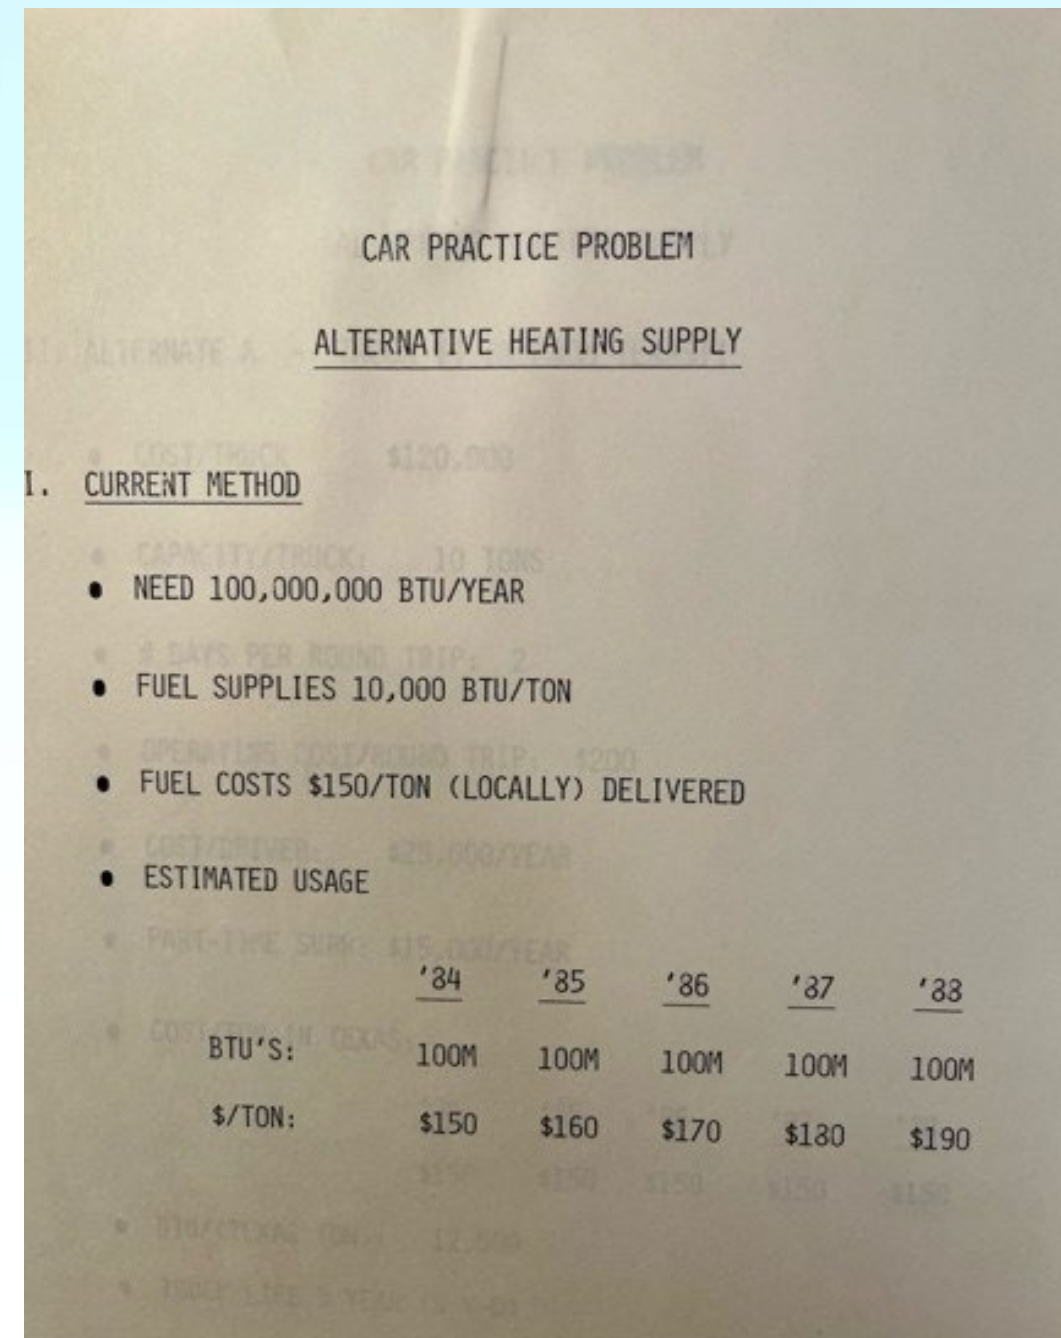 CAR PRACTICE PROBLEM
ALTERNATIVE HEATING SUPPLY
I. CURRENT METHOD
• NEED 100,000,000 BTU/YEAR
• FUEL SUPPLIES 10,000 BTU/TON
• FUEL COSTS $150/TON (LOCALLY) DELIVERED
• ESTIMATED USAGE
'84 '85 '86 '87 '88
BTU'S: 100M 100M 100M 100M 100M
$/TON: $150 $160 $170 $180 $190